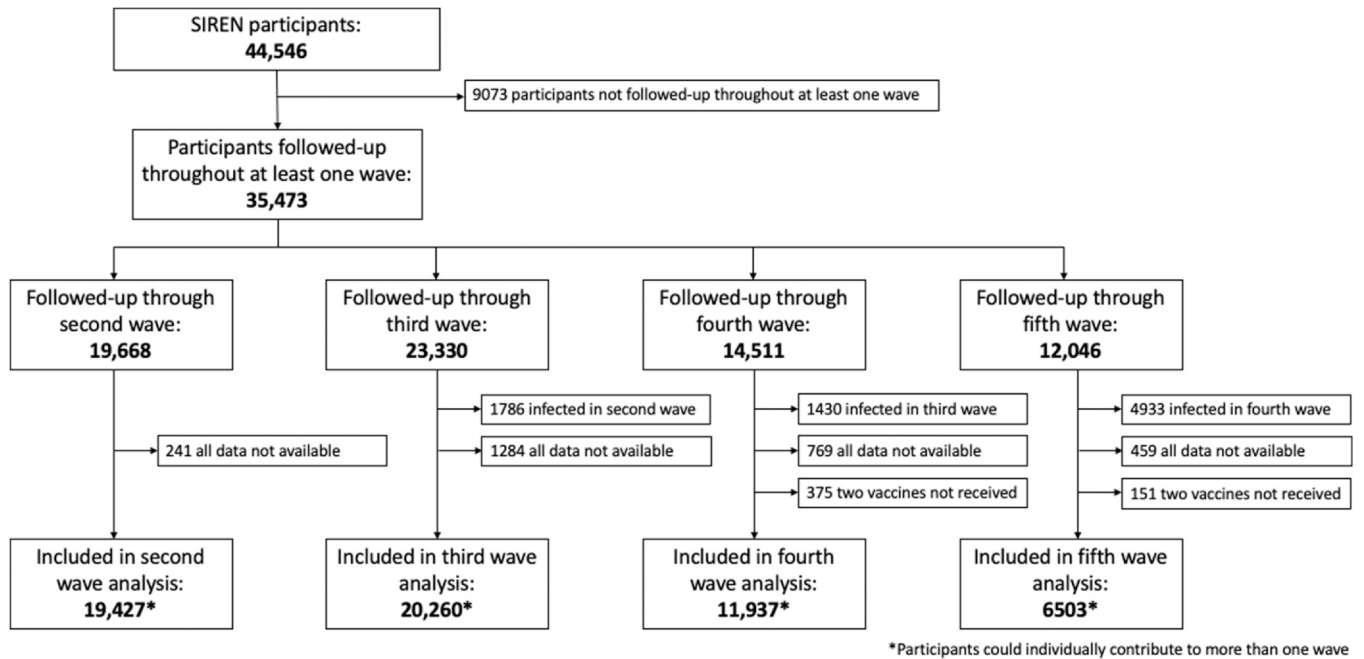 SIREN participants:
44,546
9073 participants not followed-up throughout at least one wave
Participants followed-up
throughout at least one wave:
35,473
Followed-up through
second wave:
19,668
Followed-up through
third wave:
23,330
Followed-up through
fourth wave:
14,511
Followed-up through
fifth wave:
12,046
1786 infected in second wave
1430 infected in third wave
4933 infected in fourth wave
241 all data not available
1284 all data not available
769 all data not available
459 all data not available
375 two vaccines not received
151 two vaccines not received
Included in second
wave analysis:
19,427*
Included in third wave
analysis:
20,260*
Included in fourth
wave analysis:
11,937*
Included in fifth wave
analysis:
6503*
*Participants could individually contribute to more than one wave